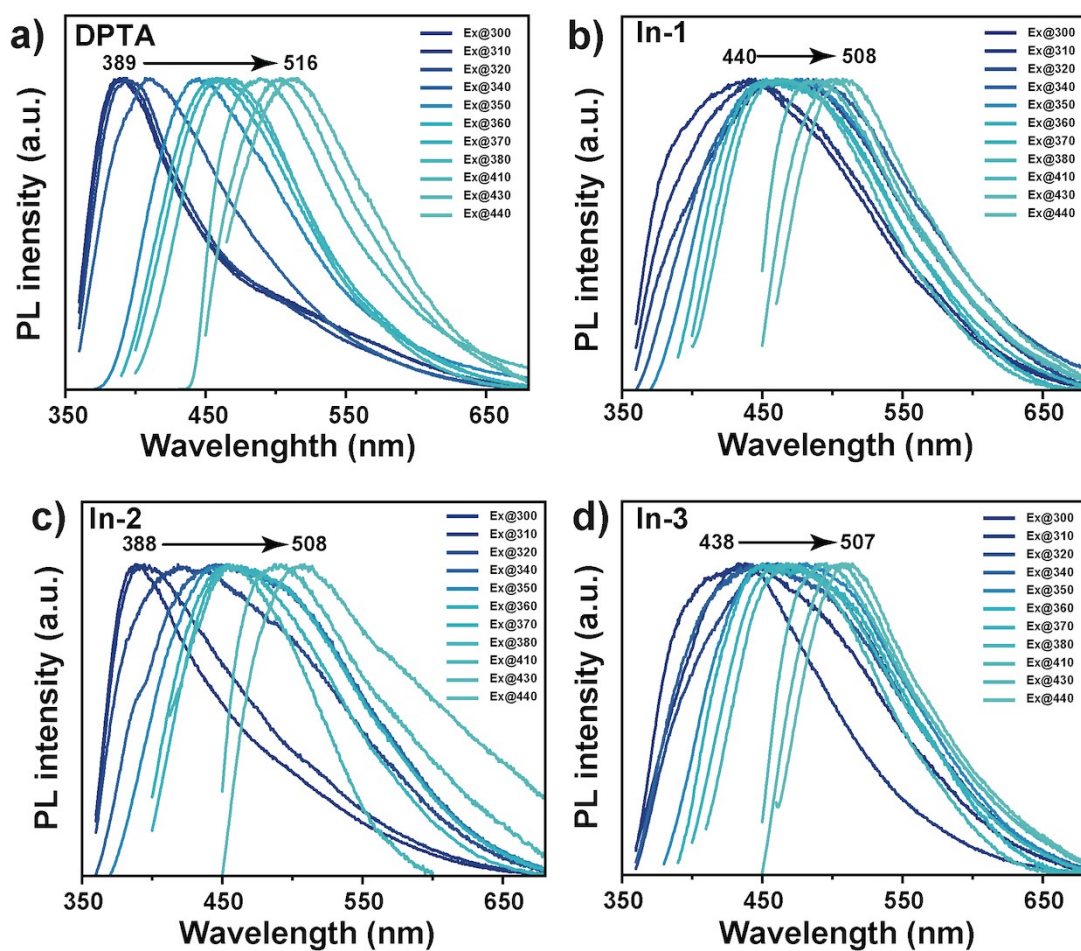 a)
DPTA
389
516
Ex@300
Ex@310
Ex@320
Ex@340
Ex@350
Ex@360
Ex@370
Ex@380
Ex@410
Ex@430
Ex@440
PL inensity (a.u.)
350
450
550
650
Wavelenghth (nm)
b)
In-1
440
508
Ex@300
Ex@310
Ex@320
Ex@340
Ex@350
Ex@360
Ex@370
Ex@380
Ex@410
Ex@430
Ex@440
PL intensity (a.u.)
350
450
550
650
Wavelength (nm)
c)
In-2
388
508
Ex@300
Ex@310
Ex@320
Ex@340
Ex@350
Ex@360
Ex@370
Ex@380
Ex@410
Ex@430
Ex@440
PL intensity (a.u.)
350
450
550
650
Wavelength (nm)
d)
In-3
438
507
Ex@300
Ex@310
Ex@320
Ex@340
Ex@350
Ex@360
Ex@370
Ex@380
Ex@410
Ex@430
Ex@440
PL intensity (a.u.)
350
450
550
650
Wavelength (nm)